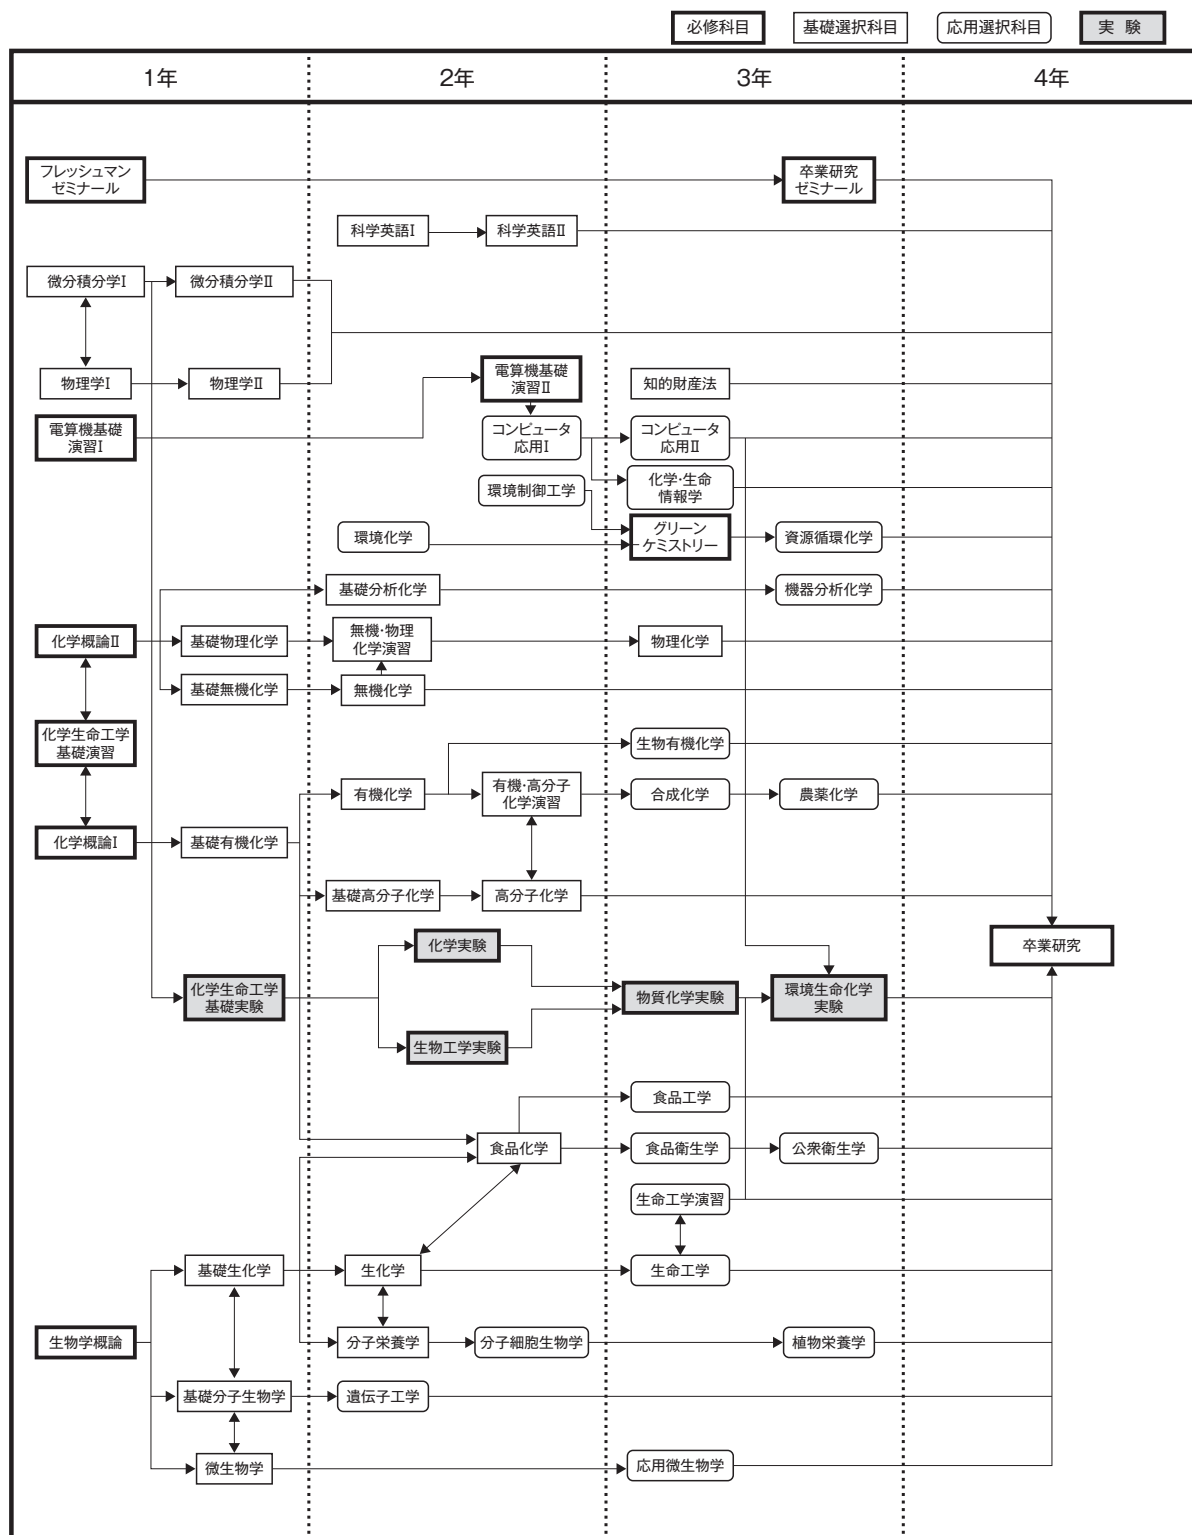 必修科目
基礎選択科目
応用選択科目
実 験
1年
2年
3年
4年
フレッシュマン
ゼミナール
卒業研究
ゼミナール
科学英語Ⅰ
科学英語Ⅱ
微分積分学Ⅰ
微分積分学Ⅱ
物理学Ⅰ
物理学Ⅱ
電算機基礎
演習Ⅱ
知的財産法
電算機基礎
演習Ⅰ
コンピュータ
応用Ⅰ
コンピュータ
応用Ⅱ
環境制御工学
化学・生命
情報学
環境化学
グリーン
ケミストリー
資源循環化学
基礎分析化学
機器分析化学
化学概論Ⅱ
基礎物理化学
無機・物理
化学演習
物理化学
基礎無機化学
無機化学
化学生命工学
基礎演習
生物有機化学
有機化学
有機・高分子
化学演習
合成化学
農薬化学
化学概論Ⅰ
基礎有機化学
基礎高分子化学
高分子化学
化学実験
卒業研究
化学生命工学
基礎実験
物質化学実験
環境生命化学
実験
生物工学実験
食品工学
食品化学
食品衛生学
公衆衛生学
生命工学演習
基礎生化学
生化学
生命工学
生物学概論
分子栄養学
分子細胞生物学
植物栄養学
基礎分子生物学
遺伝子工学
微生物学
応用微生物学